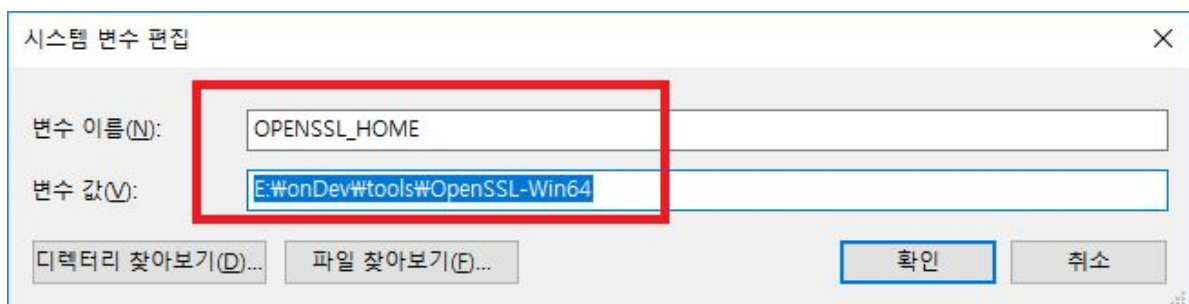 시스템 변수 편집
변수 이름(N):
OPENSSL_HOME
변수 값(V):
E:₩onDev₩tools₩OpenSSL-Win64
디렉터리 찾아보기(D)...
파일 찾아보기(F)...
확인
취소